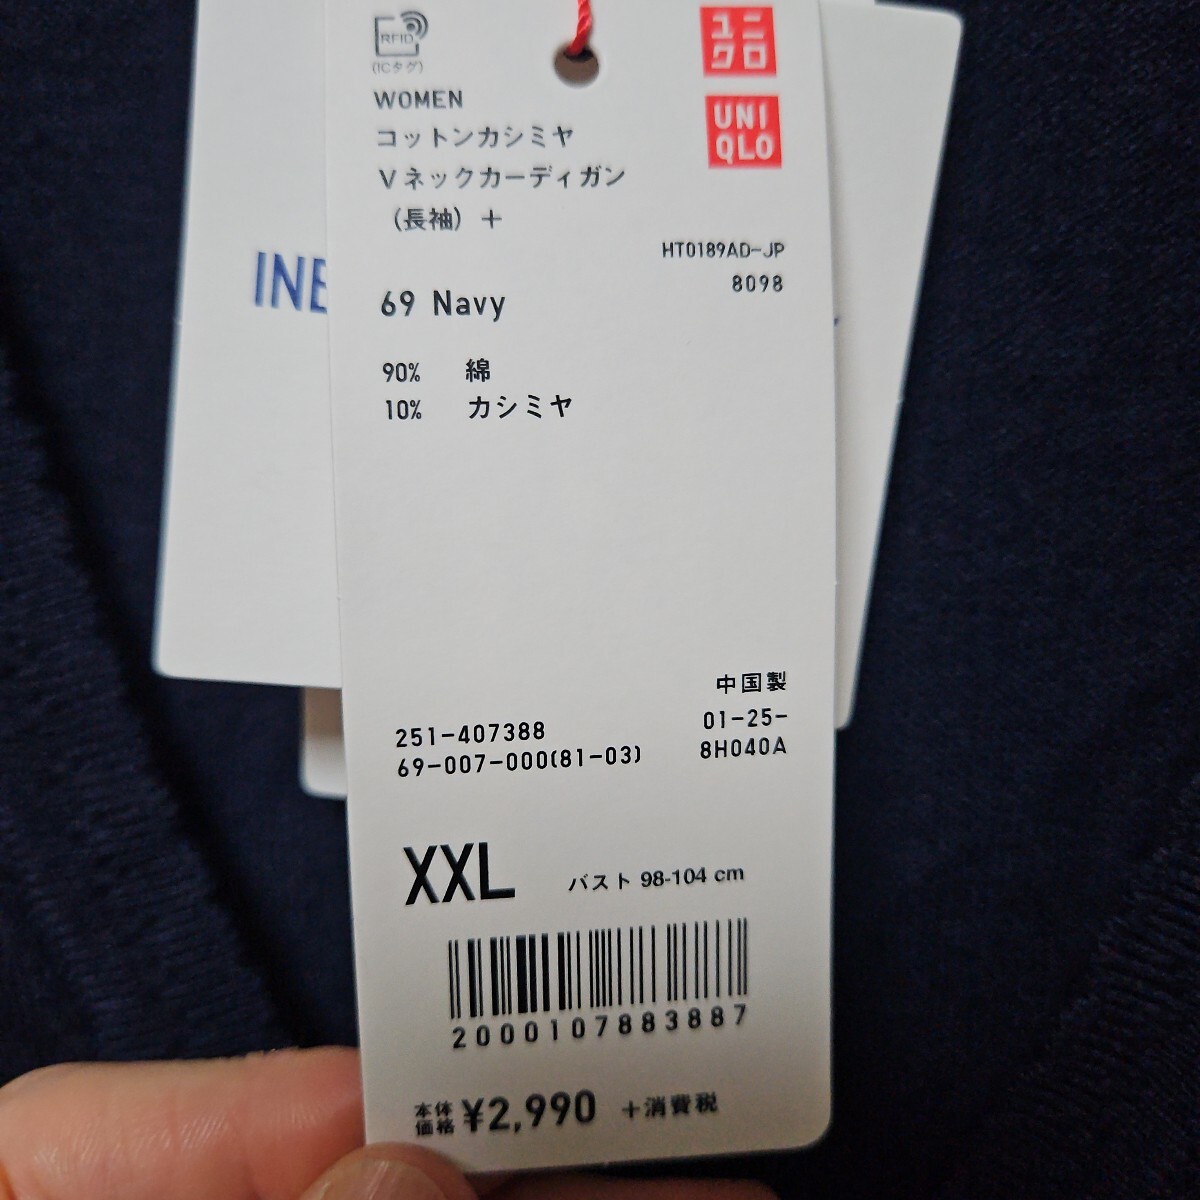 RFID
(ICタグ)
ユニ
クロ
UNI
QLO
WOMEN
コットンカシミヤ
Vネックカーディガン
(長袖) +
HT0189AD-JP
8098
INE
69 Navy
90% 綿
10% カシミヤ
中国製
251-407388 01-25-
69-007-000(81-03) 8H040A
XXL バスト 98-104 cm
2000107883887
本体価格 ¥2,990 +消費税